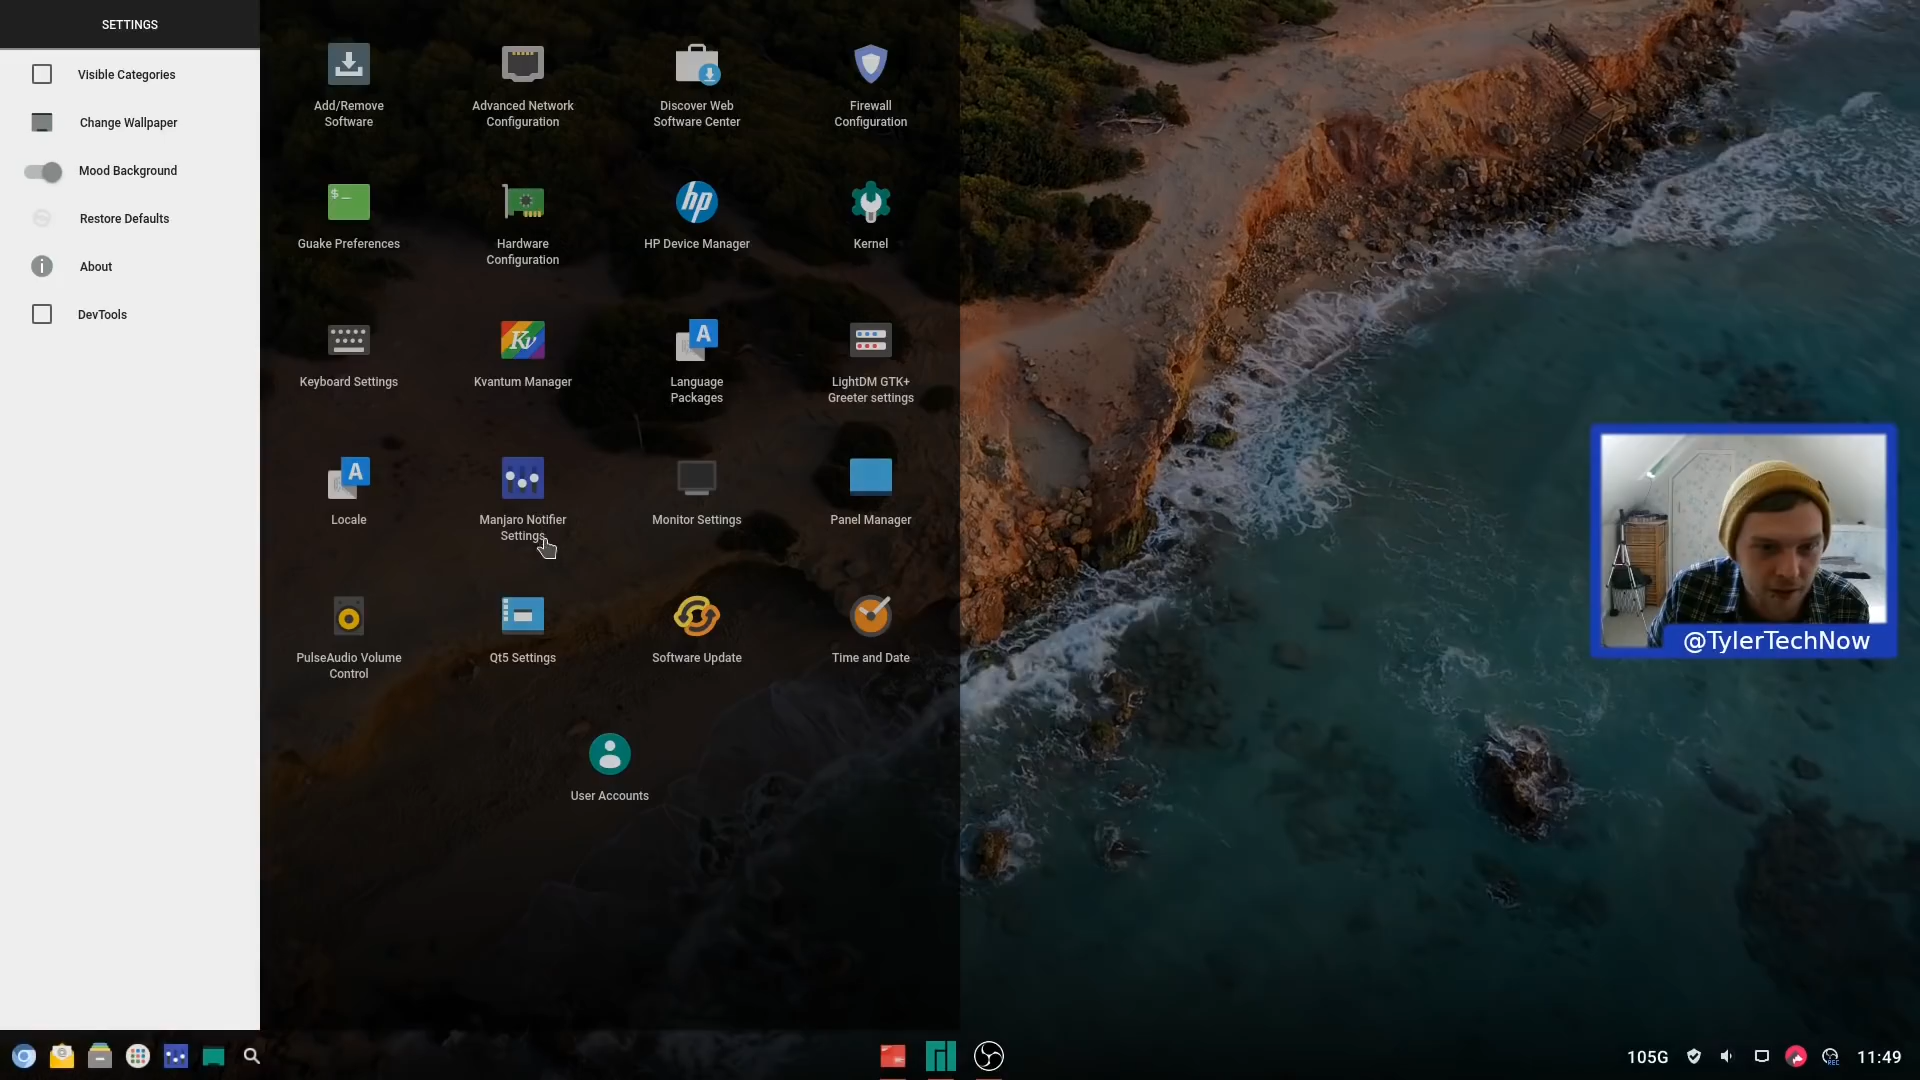 SETTINGS
Visible Categories
Change Wallpaper
Mood Background
Restore Defaults
About
DevTools
Add/Remove
Software
Advanced Network
Configuration
Discover Web
Software Center
Firewall
Configuration
Guake Preferences
Hardware
Configuration
HP Device Manager
Kernel
Keyboard Settings
Kvantum Manager
Language
Packages
LightDM GTK+
Greeter settings
Locale
Manjaro Notifier
Settings
Monitor Settings
Panel Manager
PulseAudio Volume
Control
Qt5 Settings
Software Update
Time and Date
User Accounts
$_
hp
Kv
A
A
@TylerTechNow
105G
REC
11:49